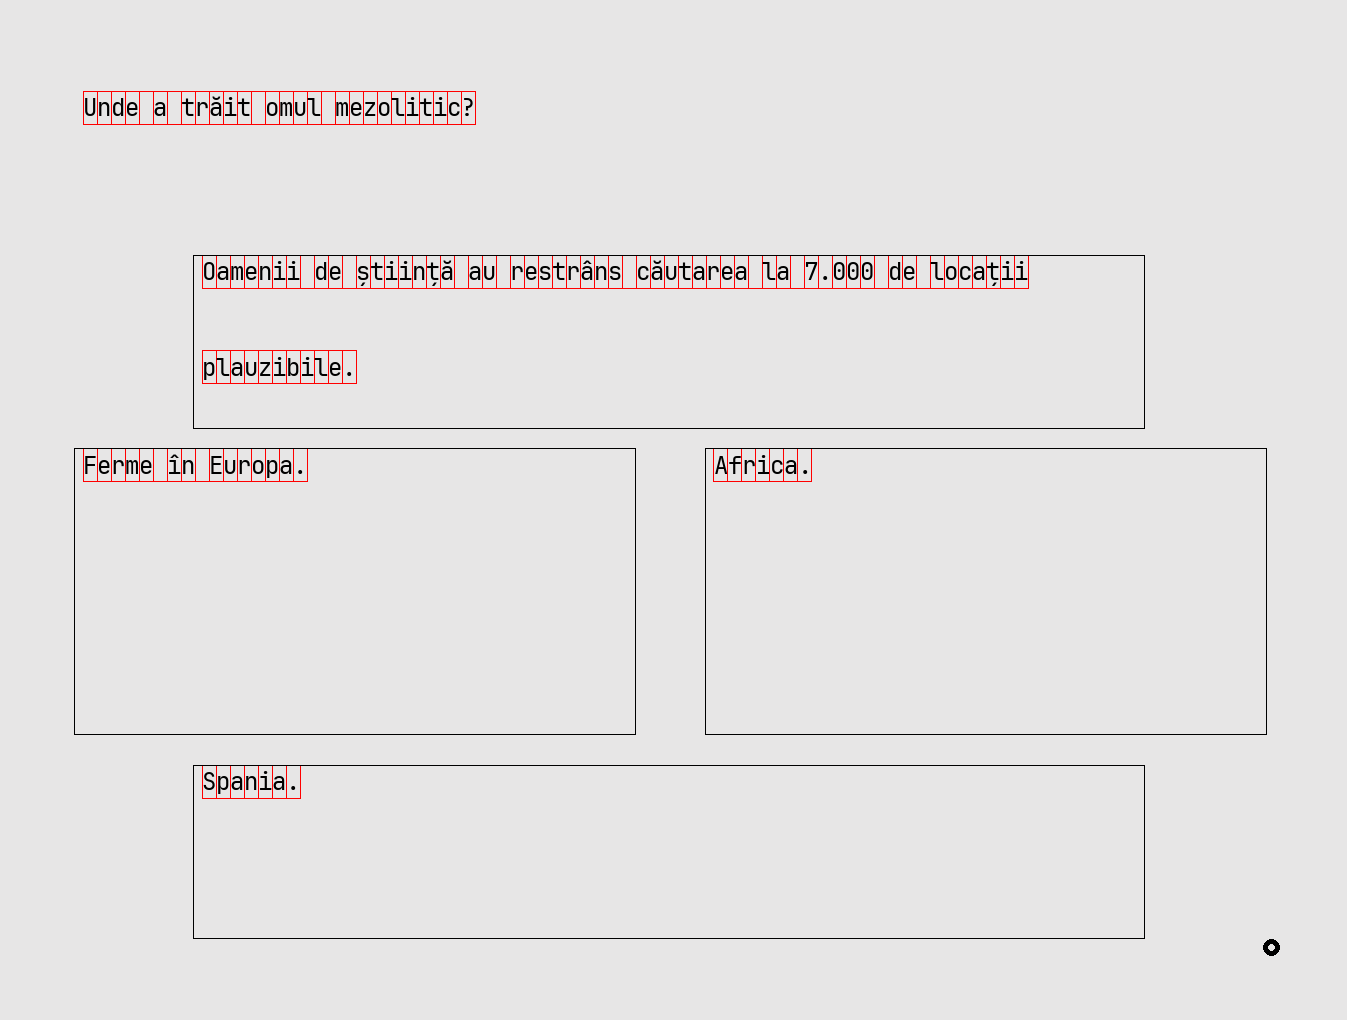 Unde a trăit omul mezolitic?
Oamenii de știință au restrâns căutarea la 7.000 de locații
plauzibile.
Ferme în Europa.
Africa.
Spania.